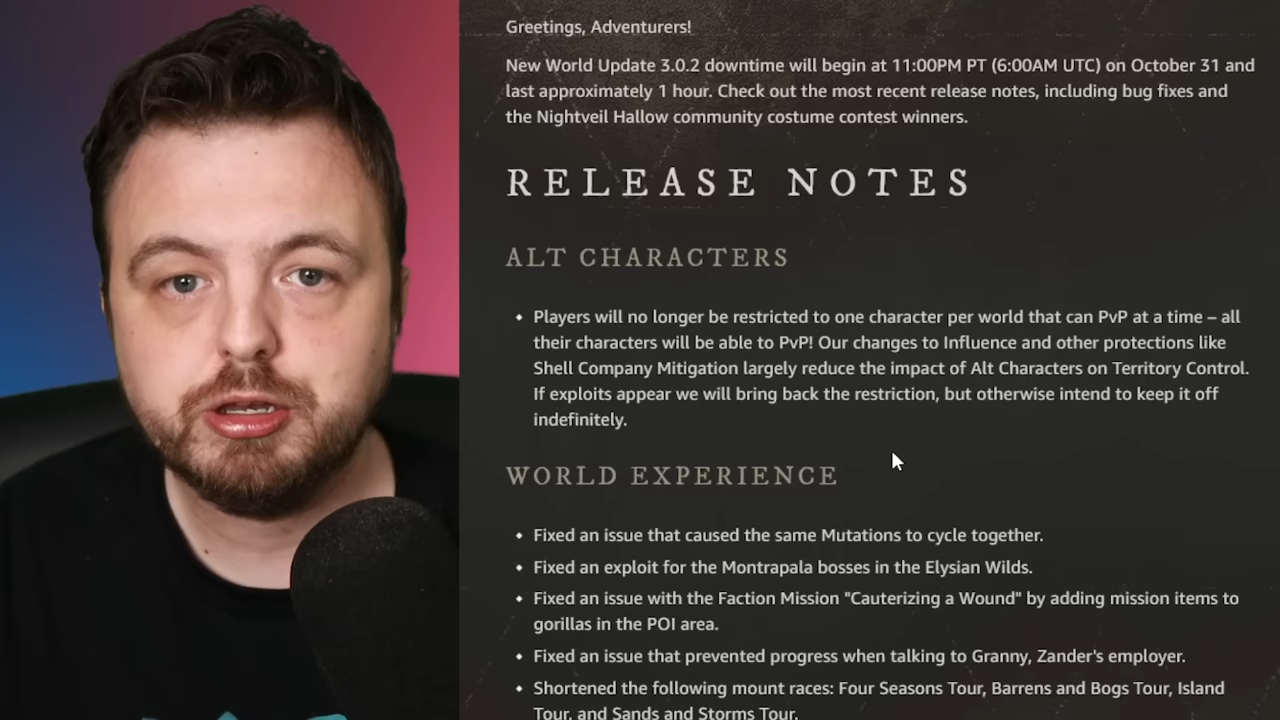 Greetings, Adventurers!
New World Update 3.0.2 downtime will begin at 11:00PM PT (6:00AM UTC) on October 31 and
last approximately 1 hour. Check out the most recent release notes, including bug fixes and
the Nightveil Hallow community costume contest winners.
RELEASE NOTES
ALT CHARACTERS
• Players will no longer be restricted to one character per world that can PvP at a time – all
their characters will be able to PvP! Our changes to Influence and other protections like
Shell Company Mitigation largely reduce the impact of Alt Characters on Territory Control.
If exploits appear we will bring back the restriction, but otherwise intend to keep it off
indefinitely.
WORLD EXPERIENCE
• Fixed an issue that caused the same Mutations to cycle together.
• Fixed an exploit for the Montrapala bosses in the Elysian Wilds.
• Fixed an issue with the Faction Mission "Cauterizing a Wound" by adding mission items to
gorillas in the POI area.
• Fixed an issue that prevented progress when talking to Granny, Zander's employer.
• Shortened the following mount races: Four Seasons Tour, Barrens and Bogs Tour, Island
Tour, and Sands and Storms Tour.